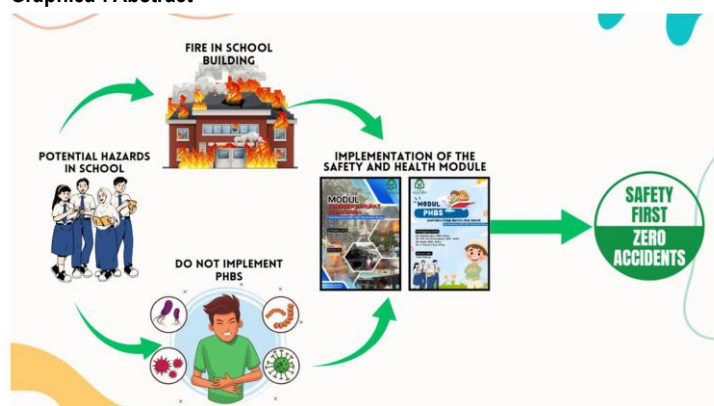 Graphical Abstract
FIRE IN SCHOOL
BUILDING
POTENTIAL HAZARDS
IN SCHOOL
IMPLEMENTATION OF THE
SAFETY AND HEALTH MODULE
MODUL
MODUL
PHBS
DO NOT IMPLEMENT
PHBS
SAFETY
FIRST
ZERO
ACCIDENTS